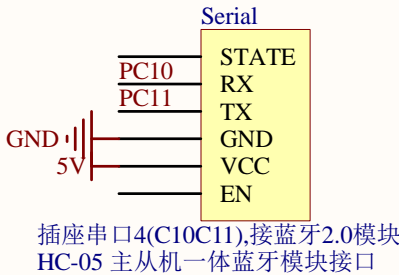 Serial
STATE
PC10 RX
PC11 TX
GND GND
5V VCC
EN
插座串口4(C10C11),接蓝牙2.0模块
HC-05 主从机一体蓝牙模块接口